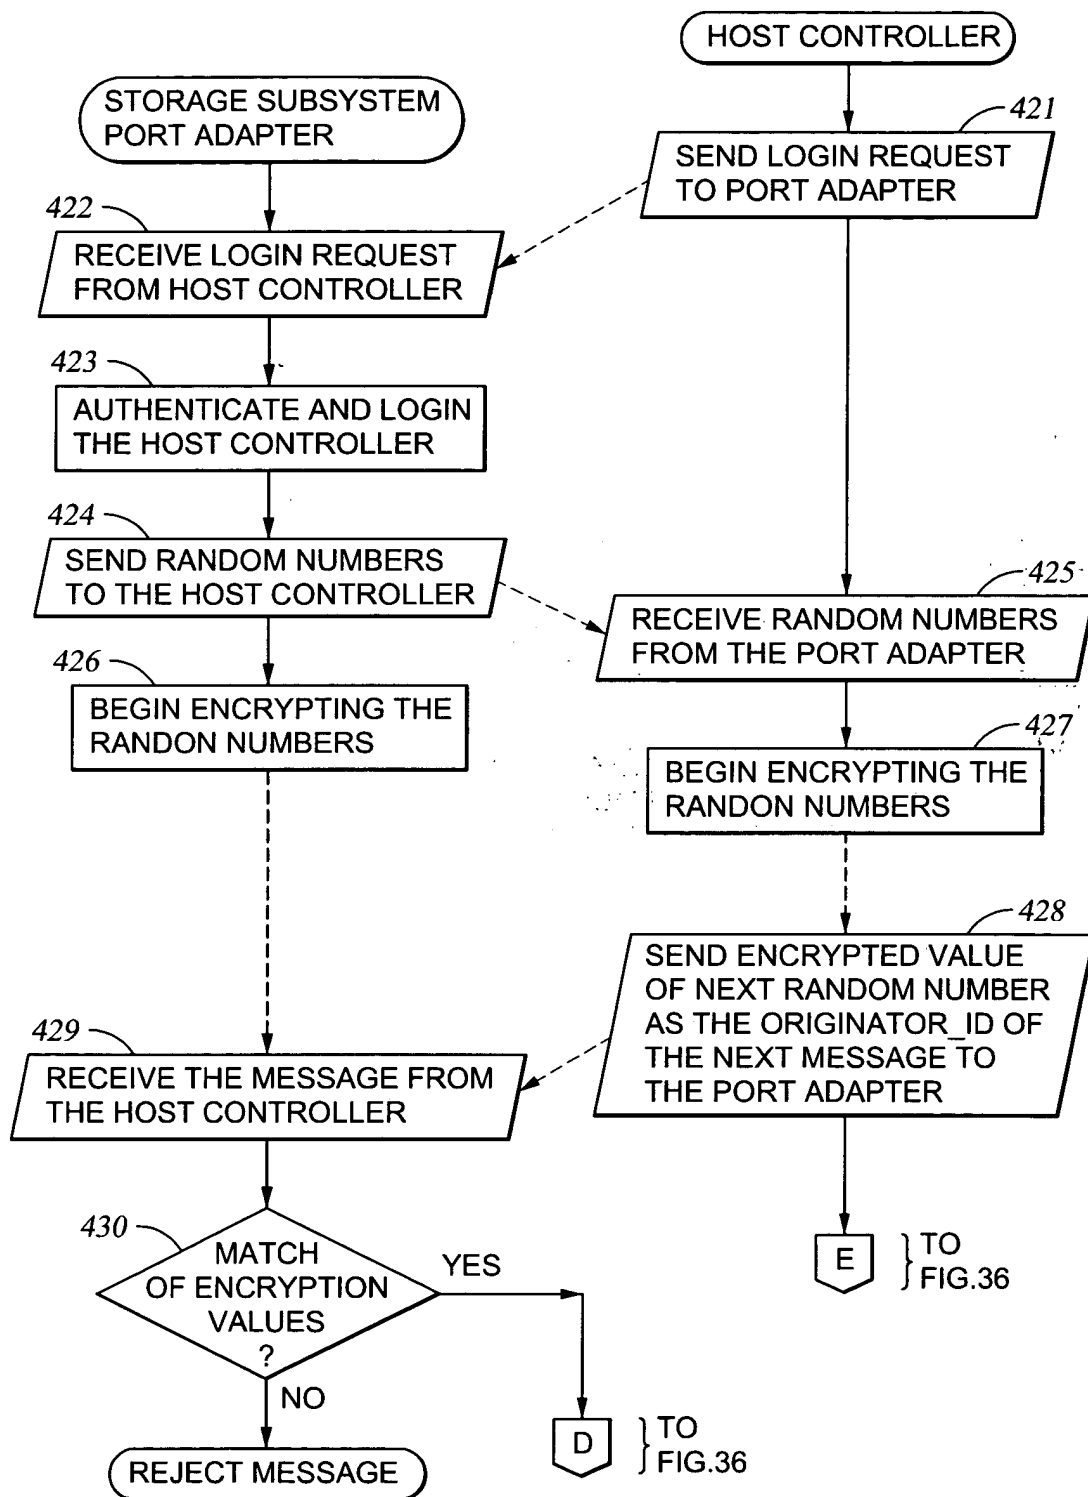 HOST CONTROLLER
STORAGE SUBSYSTEM
PORT ADAPTER
421
SEND LOGIN REQUEST
TO PORT ADAPTER
422
RECEIVE LOGIN REQUEST
FROM HOST CONTROLLER
423
AUTHENTICATE AND LOGIN
THE HOST CONTROLLER
424
SEND RANDOM NUMBERS
TO THE HOST CONTROLLER
425
RECEIVE RANDOM NUMBERS
FROM THE PORT ADAPTER
426
BEGIN ENCRYPTING THE
RANDON NUMBERS
427
BEGIN ENCRYPTING THE
RANDON NUMBERS
428
SEND ENCRYPTED VALUE
OF NEXT RANDOM NUMBER
AS THE ORIGINATOR_ID OF
THE NEXT MESSAGE TO
THE PORT ADAPTER
429
RECEIVE THE MESSAGE FROM
THE HOST CONTROLLER
430
MATCH
OF ENCRYPTION
VALUES
?
YES
NO
E
TO
FIG.36
D
TO
FIG.36
REJECT MESSAGE